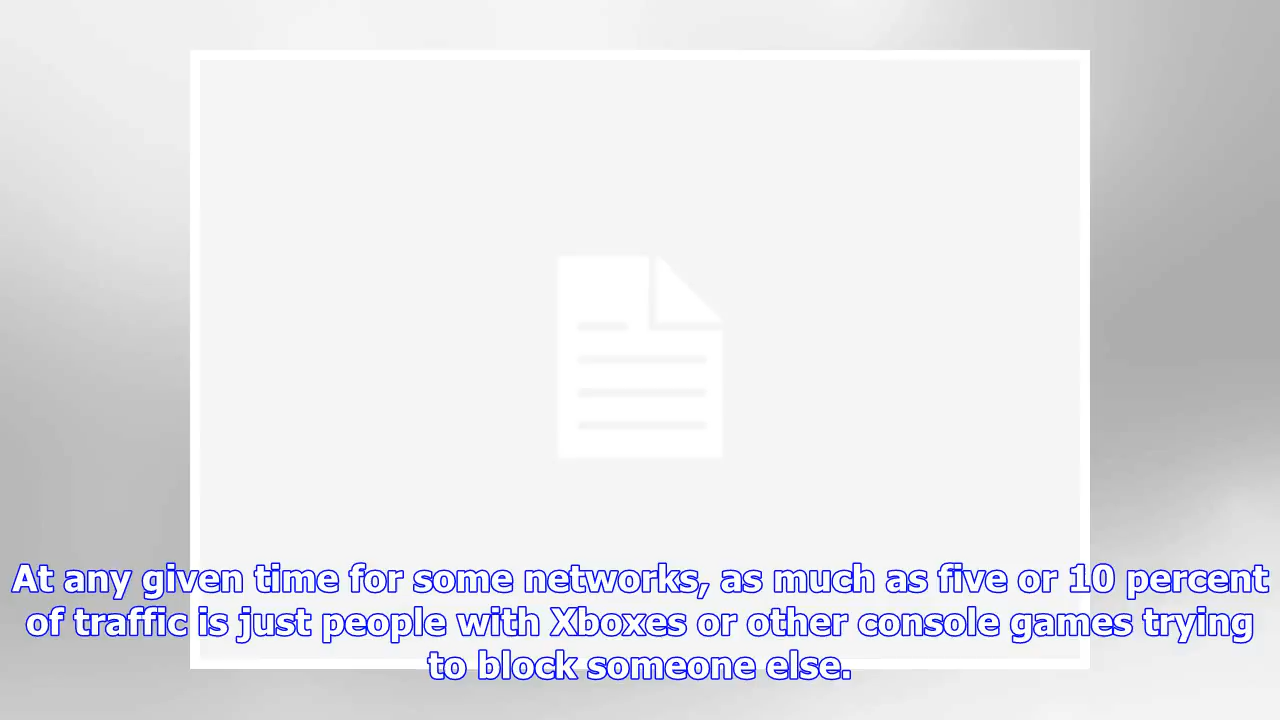 At any given time for some networks, as much as five or 10 percent
of traffic is just people with Xboxes or other console games trying
to block someone else.